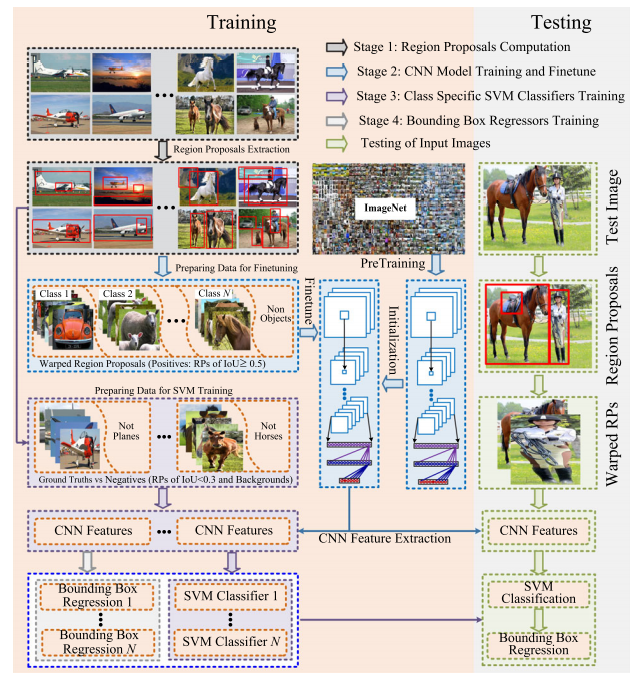 Training
Testing
Stage 1: Region Proposals Computation
Stage 2: CNN Model Training and Finetune
Stage 3: Class Specific SVM Classifiers Training
Stage 4: Bounding Box Regressors Training
Testing of Input Images
Region Proposals Extraction
ImageNet
Test Image
PreTraining
Preparing Data for Finetuning
Class 1
Class 2
Class N
Non
Objects
Warped Region Proposals (Positives: RPs of IoU≥ 0.5)
Finetune
Initialization
Region Proposals
Preparing Data for SVM Training
Not
Planes
Not
Horses
Ground Truths vs Negatives (RPs of IoU<0.3 and Backgrounds)
Warped RPs
CNN Features
CNN Features
CNN Feature Extraction
CNN Features
Bounding Box
Regression 1
Bounding Box
Regression N
SVM Classifier 1
SVM Classifier N
SVM
Classification
Bounding Box
Regression